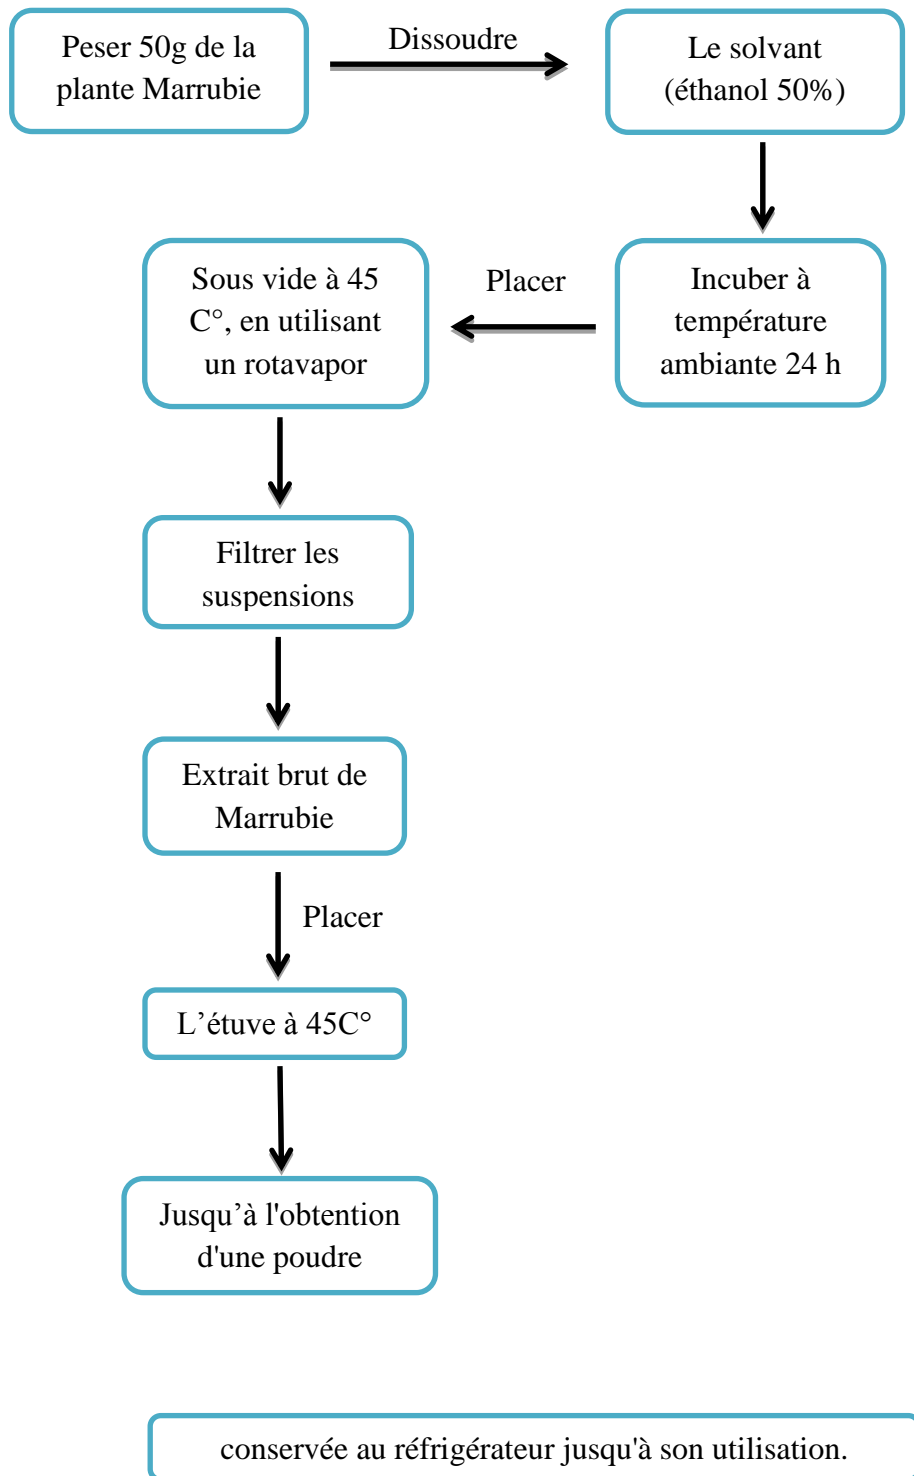 Peser 50g de la
plante Marrubie
Dissoudre
Le solvant
(éthanol 50%)
Incuber à
température
ambiante 24 h
Placer
Sous vide à 45
C°, en utilisant
un rotavapor
Filtrer les
suspensions
Extrait brut de
Marrubie
Placer
L’étuve à 45C°
Jusqu’à l'obtention
d'une poudre
conservée au réfrigérateur jusqu'à son utilisation.